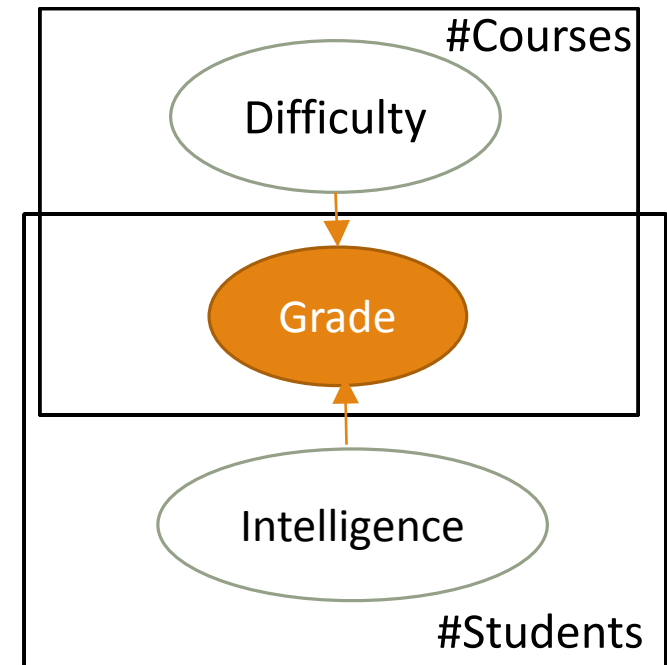 #Courses
Difficulty
Grade
Intelligence
#Students